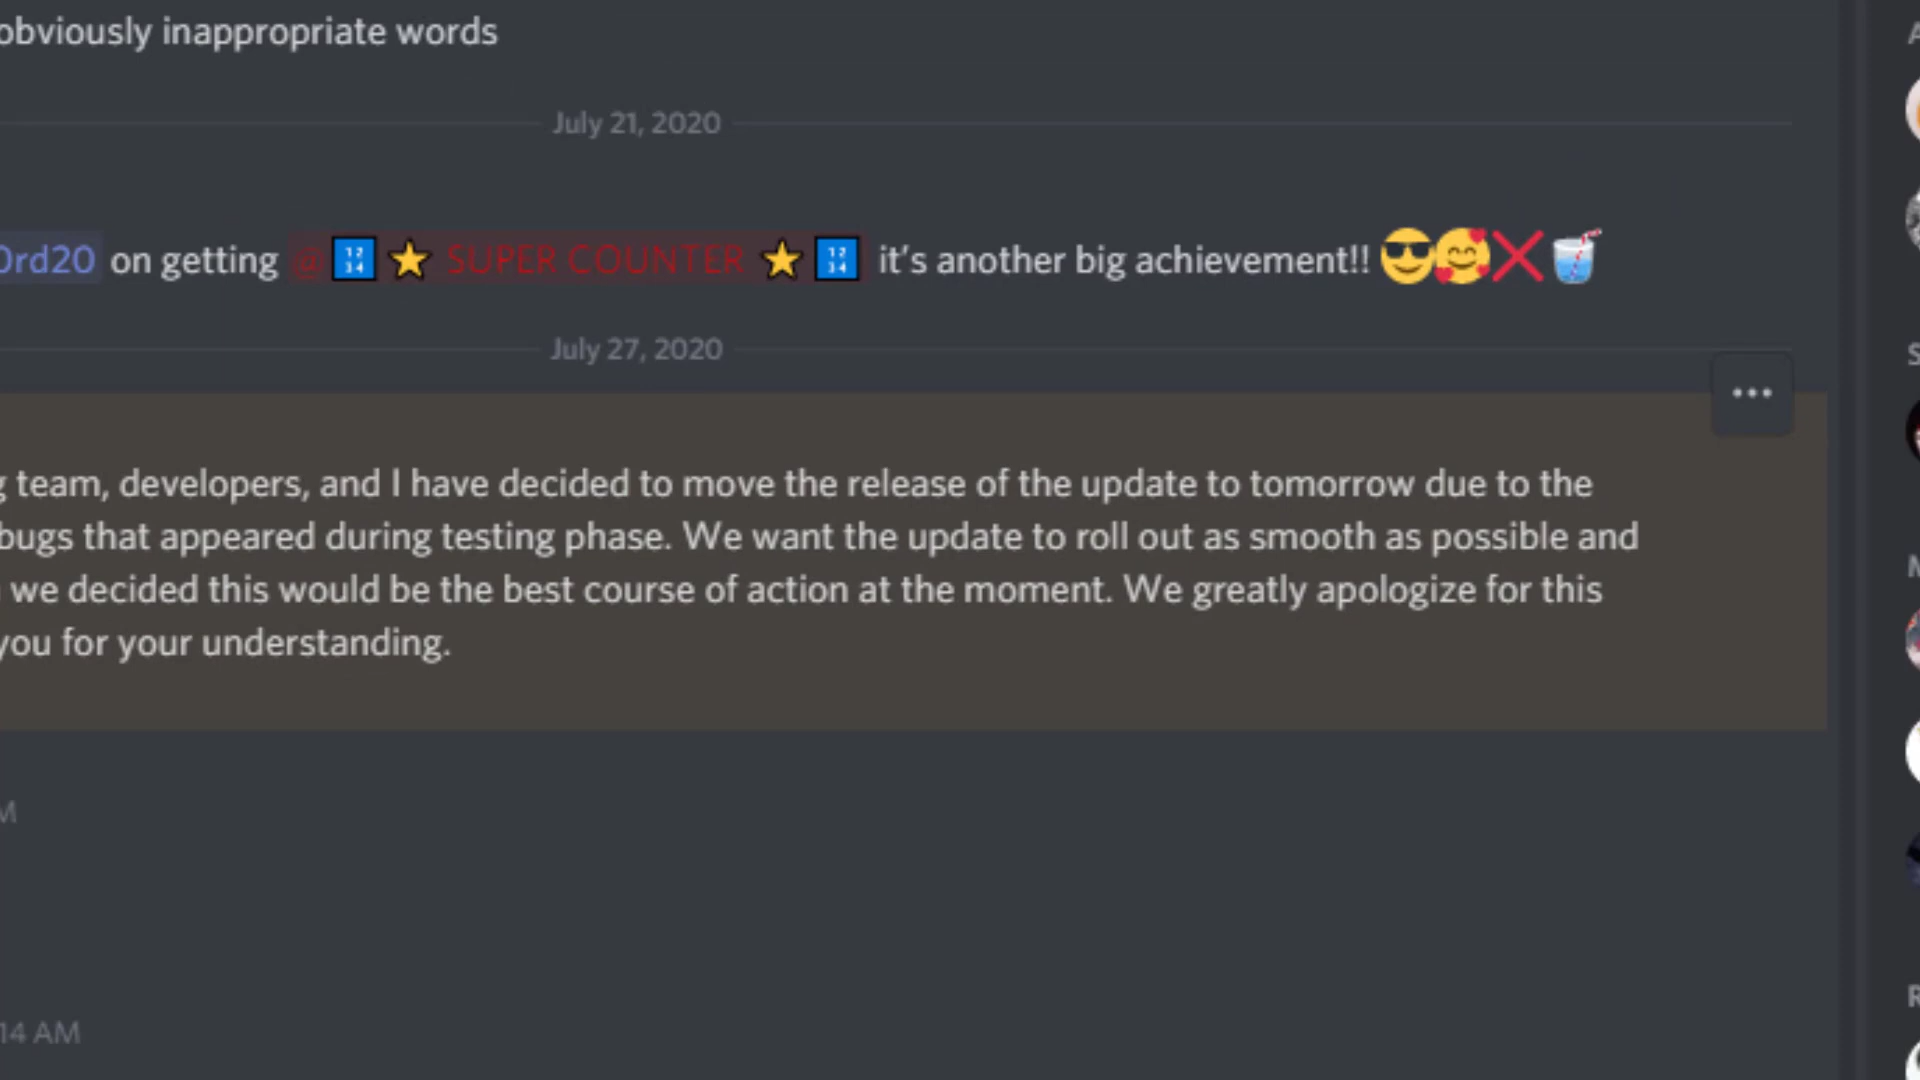 obviously inappropriate words
July 21, 2020
0rd20 on getting @🔢⭐ SUPER COUNTER ⭐🔢 it’s another big achievement!! 😎🥰❌🥤
July 27, 2020
g team, developers, and I have decided to move the release of the update to tomorrow due to the
bugs that appeared during testing phase. We want the update to roll out as smooth as possible and
we decided this would be the best course of action at the moment. We greatly apologize for this
you for your understanding.
M
14 AM